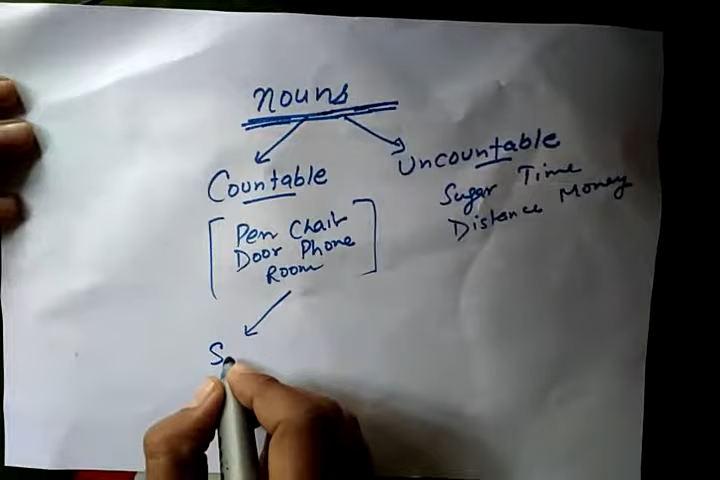 Nouns
Countable
Uncountable
Pen Chair
Door Phone
Room
Sugar Time
Distance Money
S